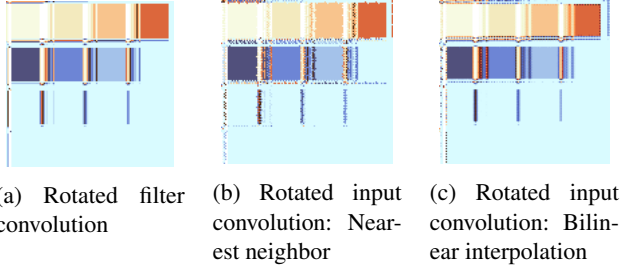 (a) Rotated filter
convolution
(b) Rotated input
convolution: Near-
est neighbor
(c) Rotated input
convolution: Bilin-
ear interpolation